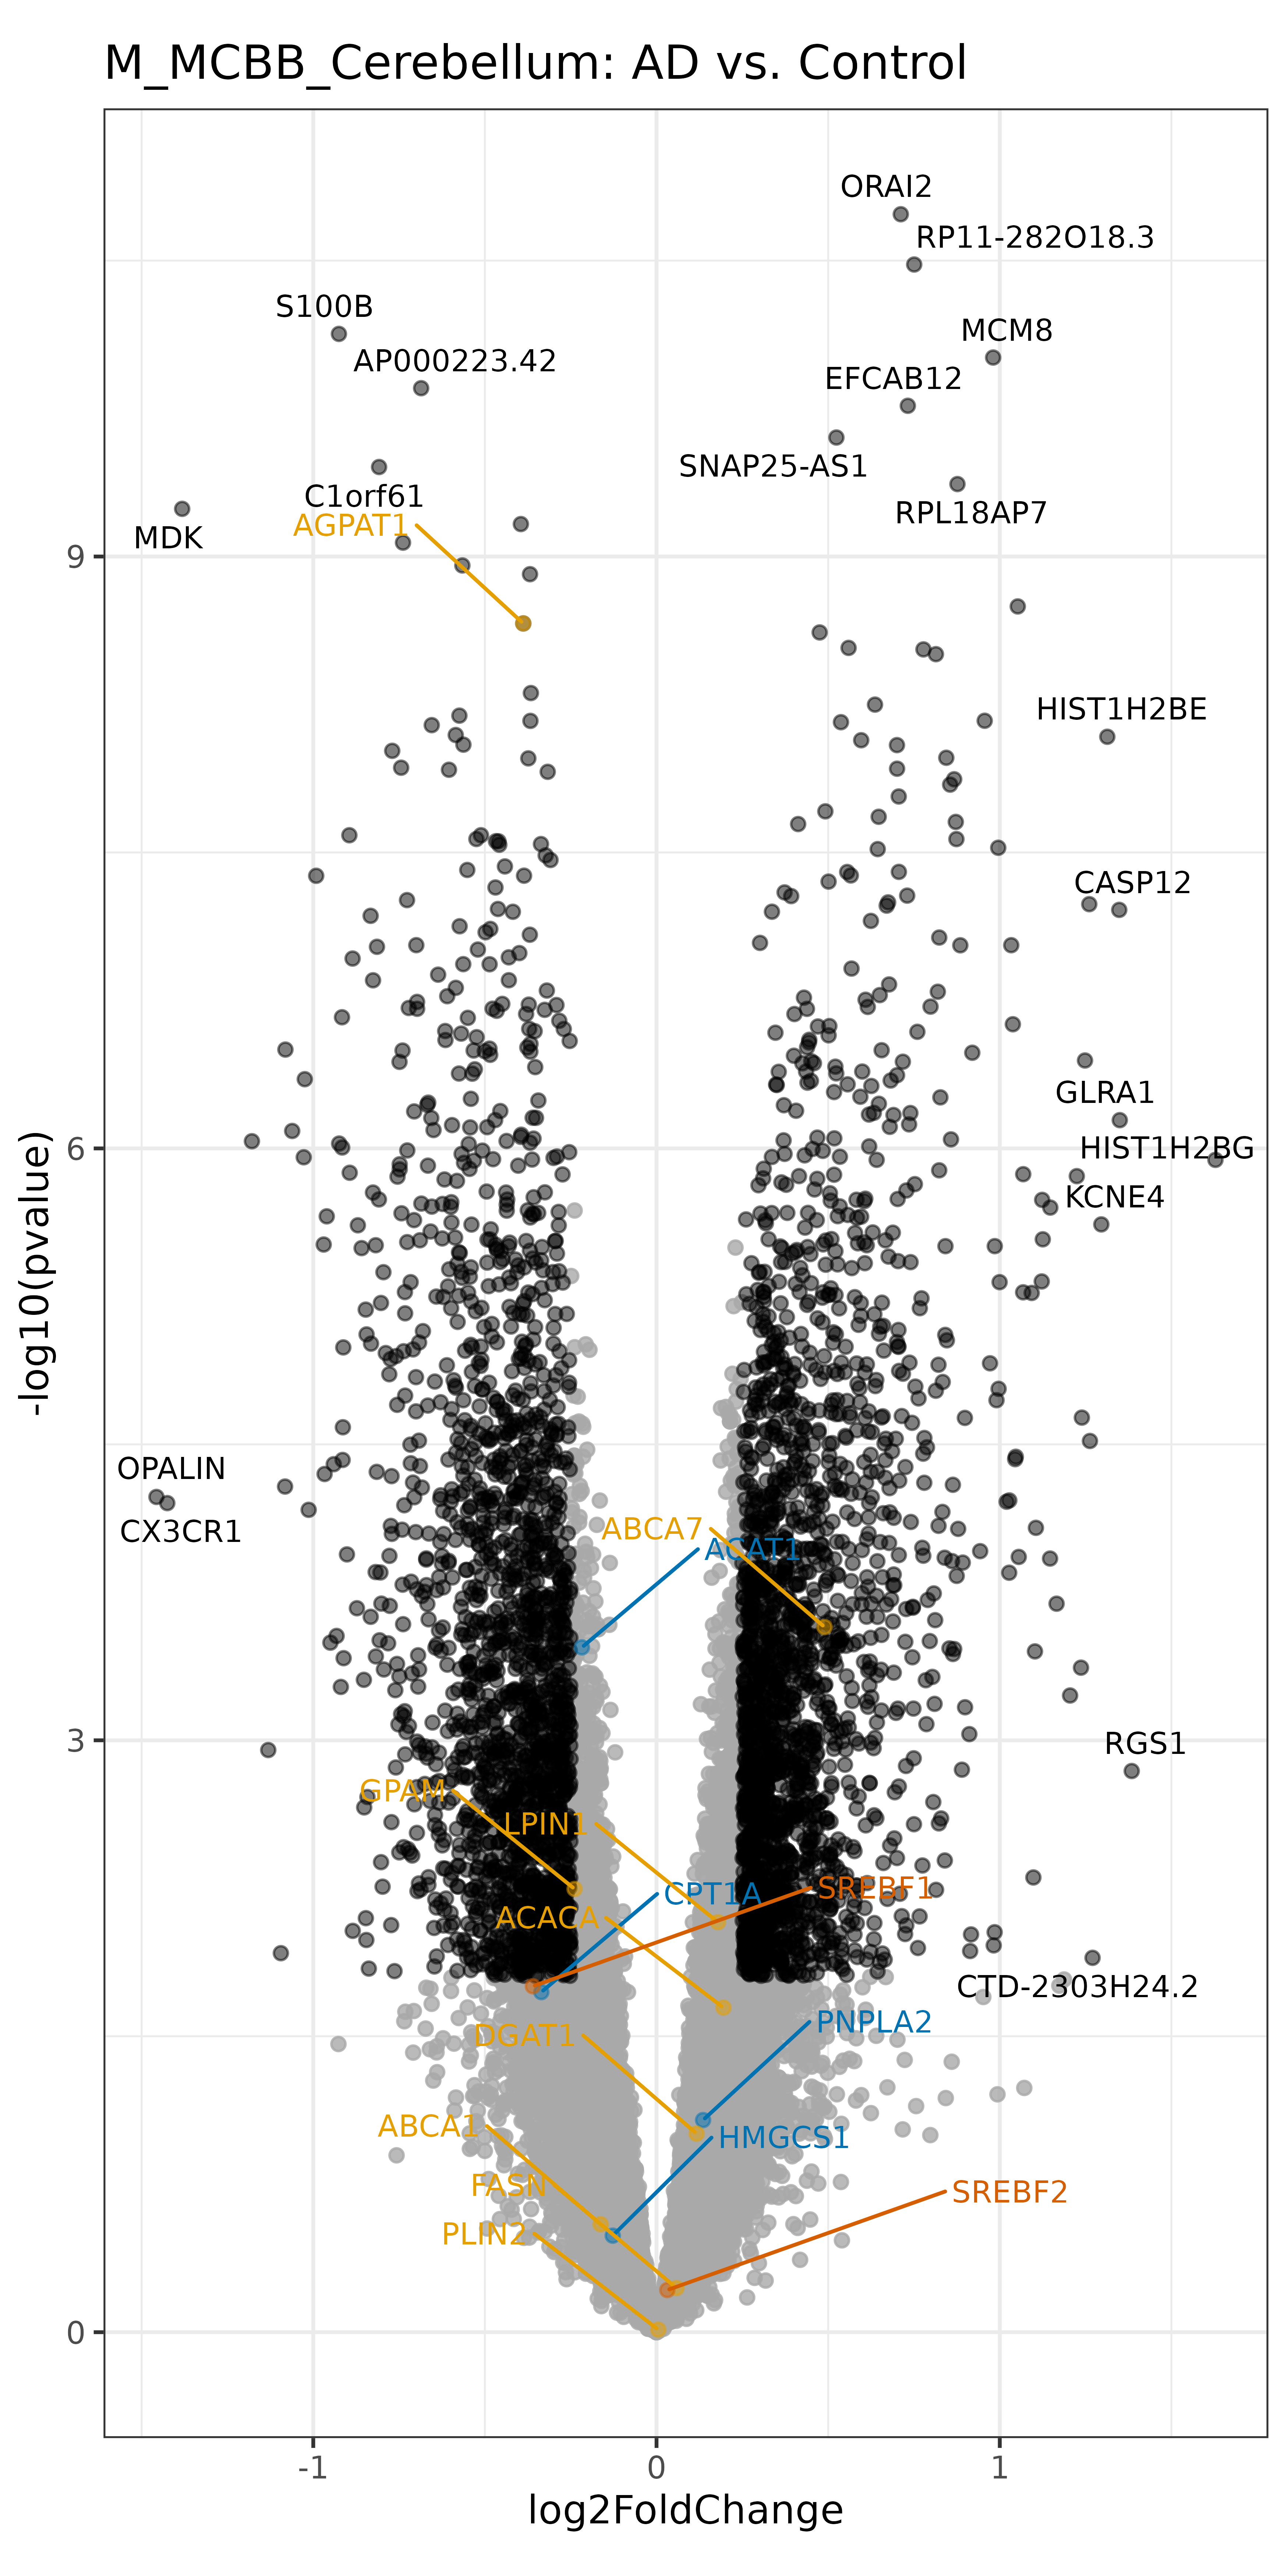 M_MCBB_Cerebellum: AD vs. Control
ORAI2
RP11-282O18.3
S100B
MCM8
AP000223.42
EFCAB12
SNAP25-AS1
C1orf61
RPL18AP7
AGPAT1
MDK
9
HIST1H2BE
CASP12
GLRA1
6
HIST1H2BG
KCNE4
-log10(pvalue)
OPALIN
CX3CR1
ABCA7
ACAT1
3
RGS1
GPAM
LPIN1
SREBF1
CPT1A
ACACA
CTD-2303H24.2
PNPLA2
DGAT1
ABCA1
HMGCS1
FASN
SREBF2
PLIN2
0
-1
0
1
log2FoldChange